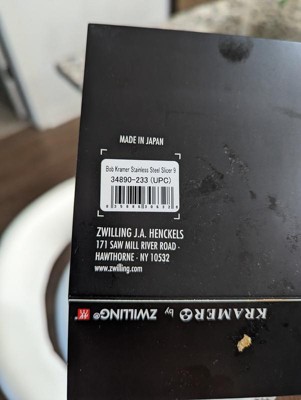 MADE IN JAPAN
Bob Kramer Stainless Steel Slicer 9
34890-233 (UPC)
ZWILLING J.A. HENCKELS
171 SAW MILL RIVER ROAD ·
HAWTHORNE · NY 10532
www.zwilling.com
KRAMER by ZWILLING®